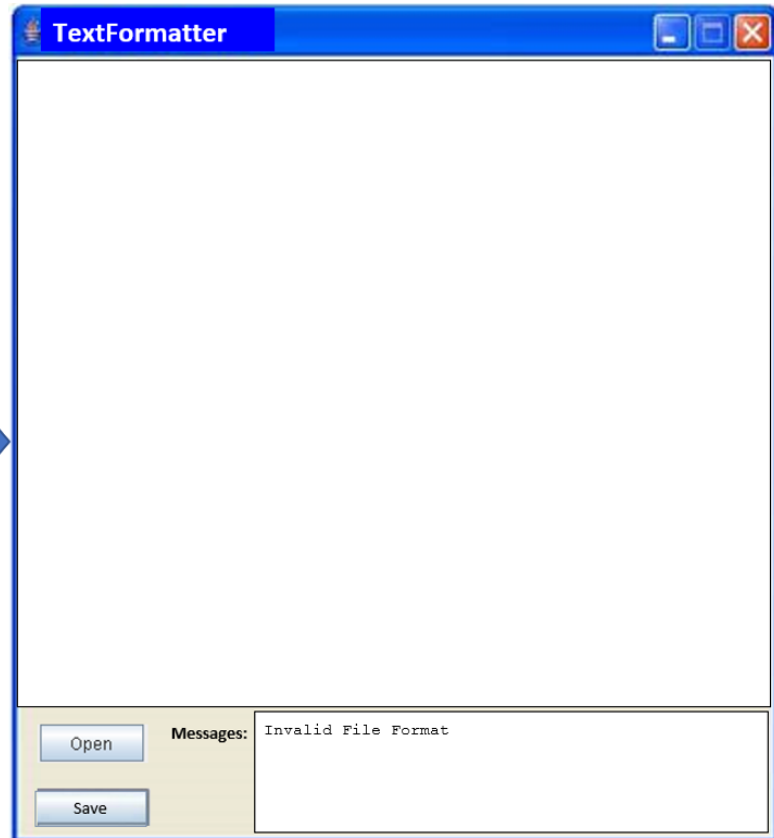 TextFormatter
Open
Messages:
Invalid File Format
Save